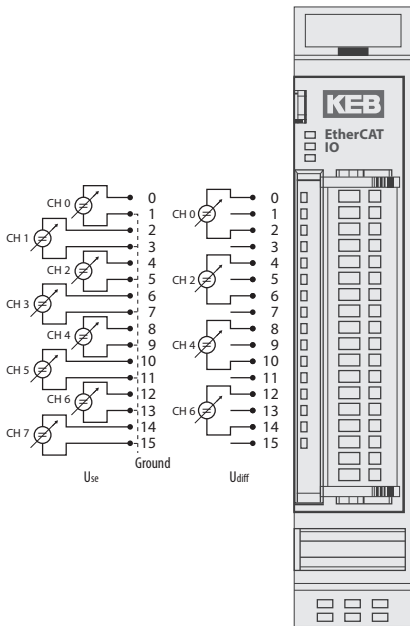 KEB
EtherCAT
IO
CH 0
CH 1
CH 2
CH 3
CH 4
CH 5
CH 6
CH 7
0
1
2
3
4
5
6
7
8
9
10
11
12
13
14
15
Ground
Use
CH 0
CH 2
CH 4
CH 6
0
1
2
3
4
5
6
7
8
9
10
11
12
13
14
15
Udiff